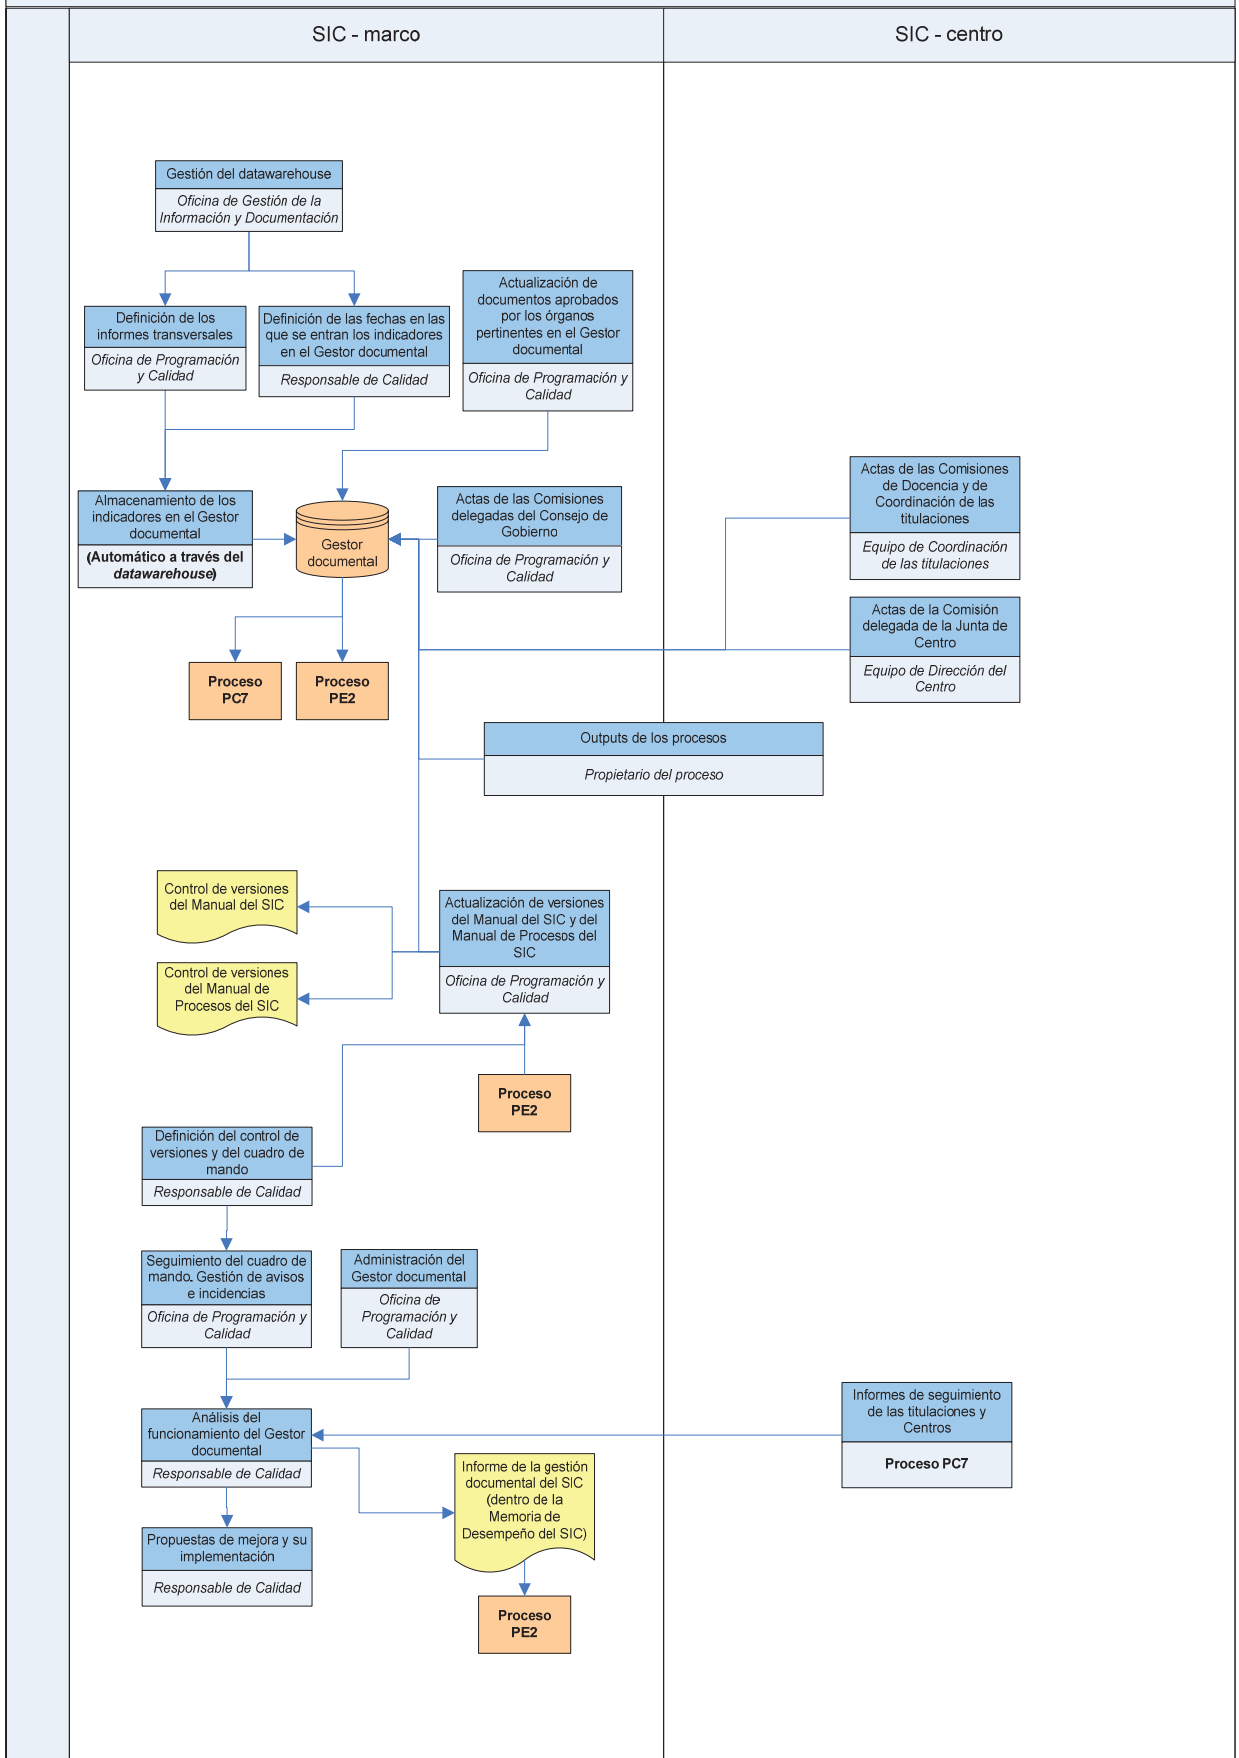 SIC - marco
SIC - centro
Gestión del datawarehouse
Oficina de Gestión de la
Información y Documentación
Definición de los
informes transversales
Oficina de Programación
y Calidad
Definición de las fechas en las
que se entran los indicadores
en el Gestor documental
Responsable de Calidad
Actualización de
documentos aprobados
por los órganos
pertinentes en el Gestor
documental
Oficina de Programación y
Calidad
Almacenamiento de los
indicadores en el Gestor
documental
(Automático a través del
datawarehouse)
Gestor
documental
Actas de las Comisiones
delegadas del Consejo de
Gobierno
Oficina de Programación y
Calidad
Actas de las Comisiones
de Docencia y de
Coordinación de las
titulaciones
Equipo de Coordinación
de las titulaciones
Actas de la Comisión
delegada de la Junta de
Centro
Equipo de Dirección del
Centro
Proceso
PC7
Proceso
PE2
Outputs de los procesos
Propietario del proceso
Control de versiones
del Manual del SIC
Control de versiones
del Manual de
Procesos del SIC
Actualización de versiones
del Manual del SIC y del
Manual de Procesos del
SIC
Oficina de Programación y
Calidad
Proceso
PE2
Definición del control de
versiones y del cuadro de
mando
Responsable de Calidad
Seguimiento del cuadro de
mando. Gestión de avisos
e incidencias
Oficina de Programación y
Calidad
Administración del
Gestor documental
Oficina de
Programación y
Calidad
Análisis del
funcionamiento del Gestor
documental
Responsable de Calidad
Informes de seguimiento
de las titulaciones y
Centros
Proceso PC7
Informe de la gestión
documental del SIC
(dentro de la
Memoria de
Desempeño del SIC)
Propuestas de mejora y su
implementación
Responsable de Calidad
Proceso
PE2